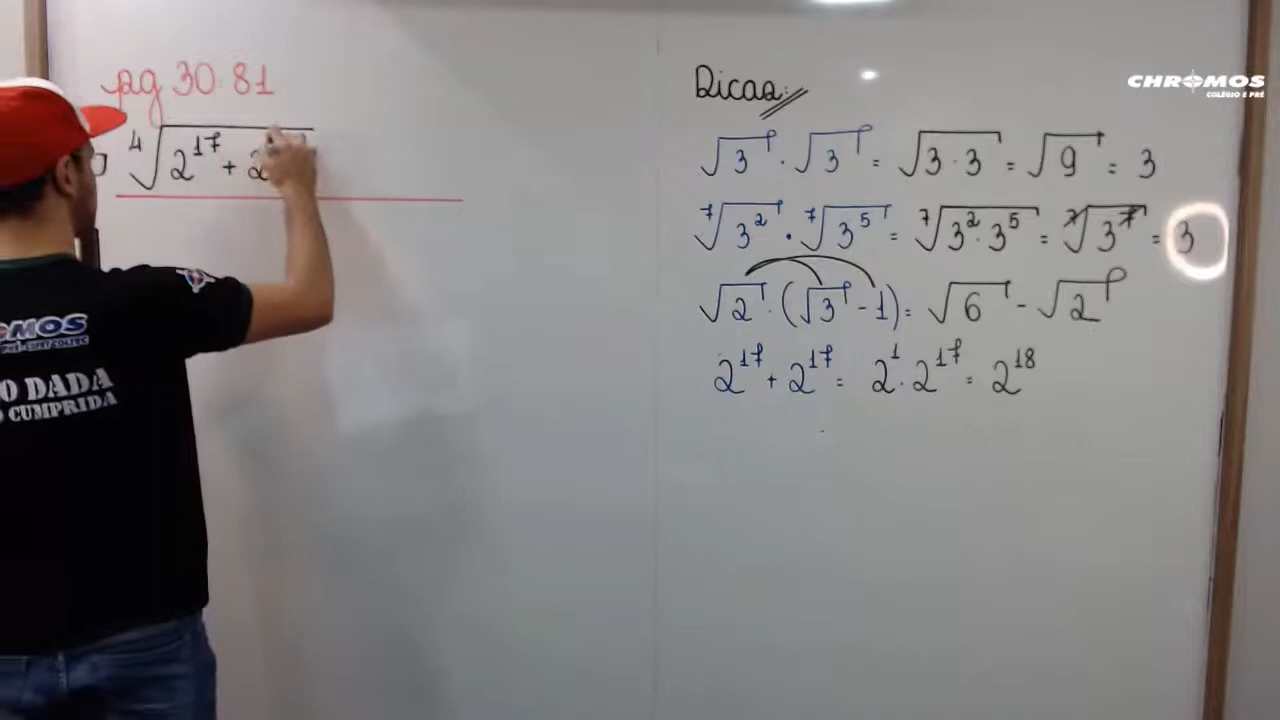 pg 30. 81
⁴√2¹⁷ + 2
Dicas:
√3 · √3 = √3 · 3 = √9 = 3
⁷√3² · ⁷√3⁵ = ⁷√3² · 3⁵ = ⁷√3⁷ = 3
√2 · (√3 - 1) = √6 - √2
2¹⁷ + 2¹⁷ = 2¹ · 2¹⁷ = 2¹⁸
CHROMOS
COLÉGIO E PRÉ
MOS
O DADA
O CUMPRIDA